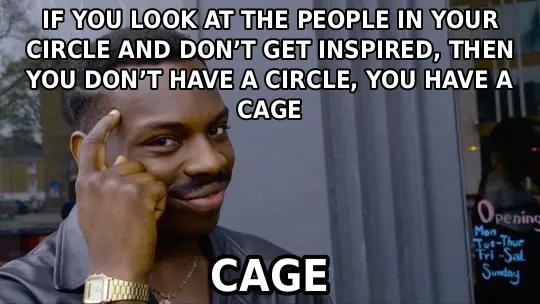 IF YOU LOOK AT THE PEOPLE IN YOUR
CIRCLE AND DON’T GET INSPIRED, THEN
YOU DON’T HAVE A CIRCLE, YOU HAVE A
CAGE
Opening
Mon
Tue-Thur
Fri-Sat
Sunday
CAGE